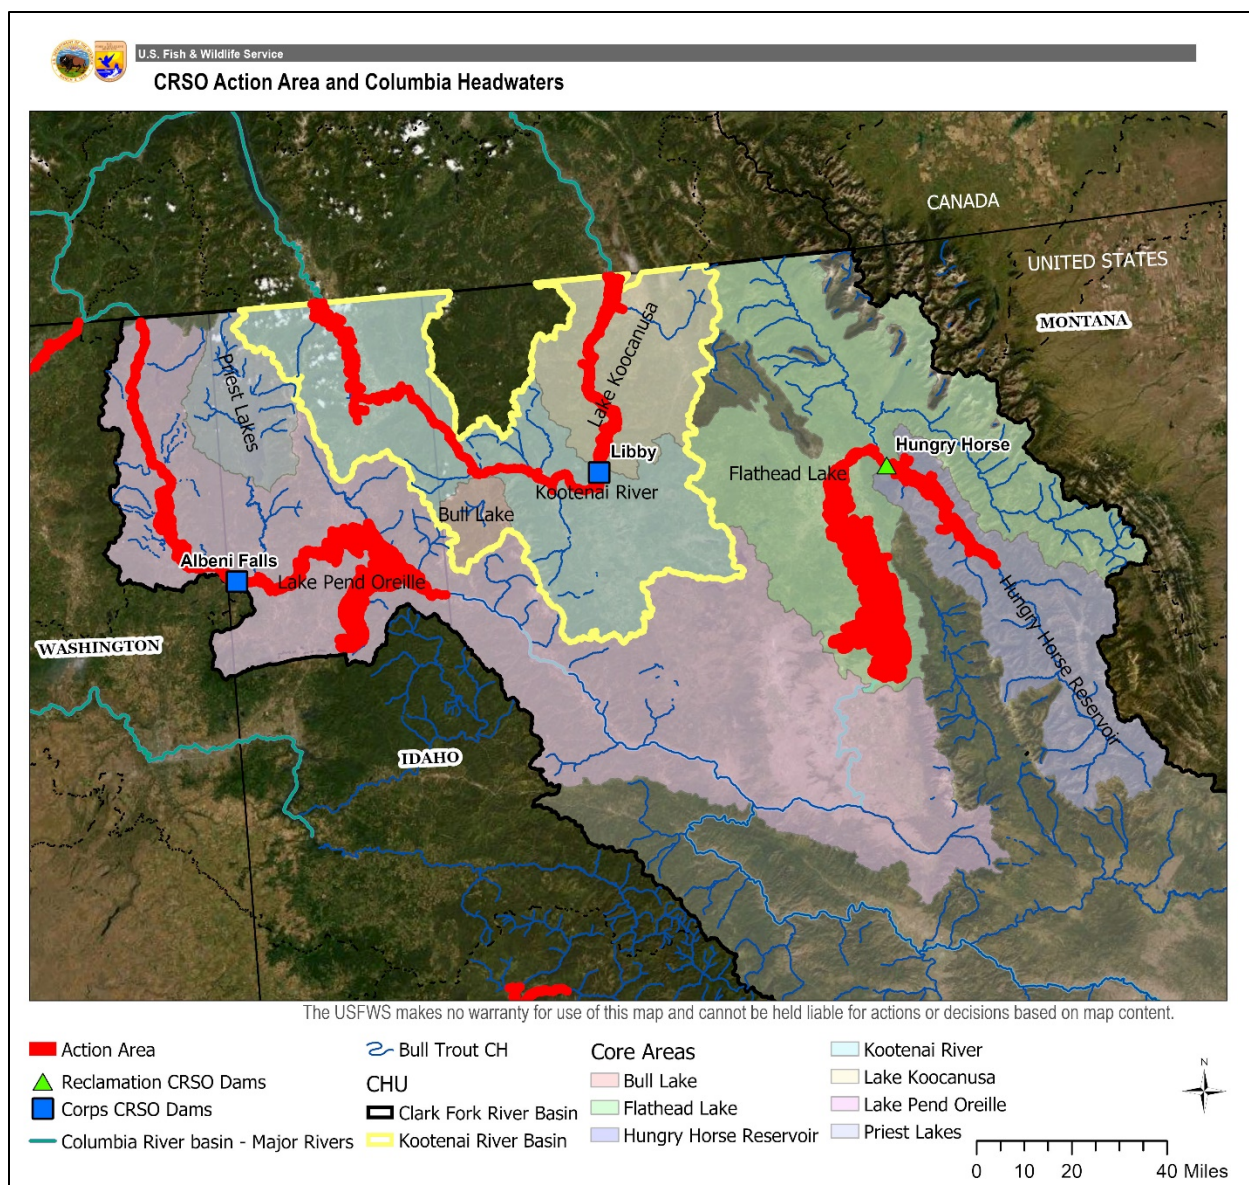 U.S. Fish & Wildlife Service
CRSO Action Area and Columbia Headwaters
CANADA
UNITED STATES
MONTANA
Priest Lakes
Lake Koocanusa
Libby
Hungry Horse
Flathead Lake
Kootenai River
Bull Lake
Albeni Falls
Lake Pend Oreille
Hungry Horse Reservoir
WASHINGTON
IDAHO
The USFWS makes no warranty for use of this map and cannot be held liable for actions or decisions based on map content.
Action Area
Reclamation CRSO Dams
Corps CRSO Dams
Columbia River basin - Major Rivers
Bull Trout CH
CHU
Clark Fork River Basin
Kootenai River Basin
Core Areas
Bull Lake
Flathead Lake
Hungry Horse Reservoir
Kootenai River
Lake Koocanusa
Lake Pend Oreille
Priest Lakes
N
0 10 20 40 Miles